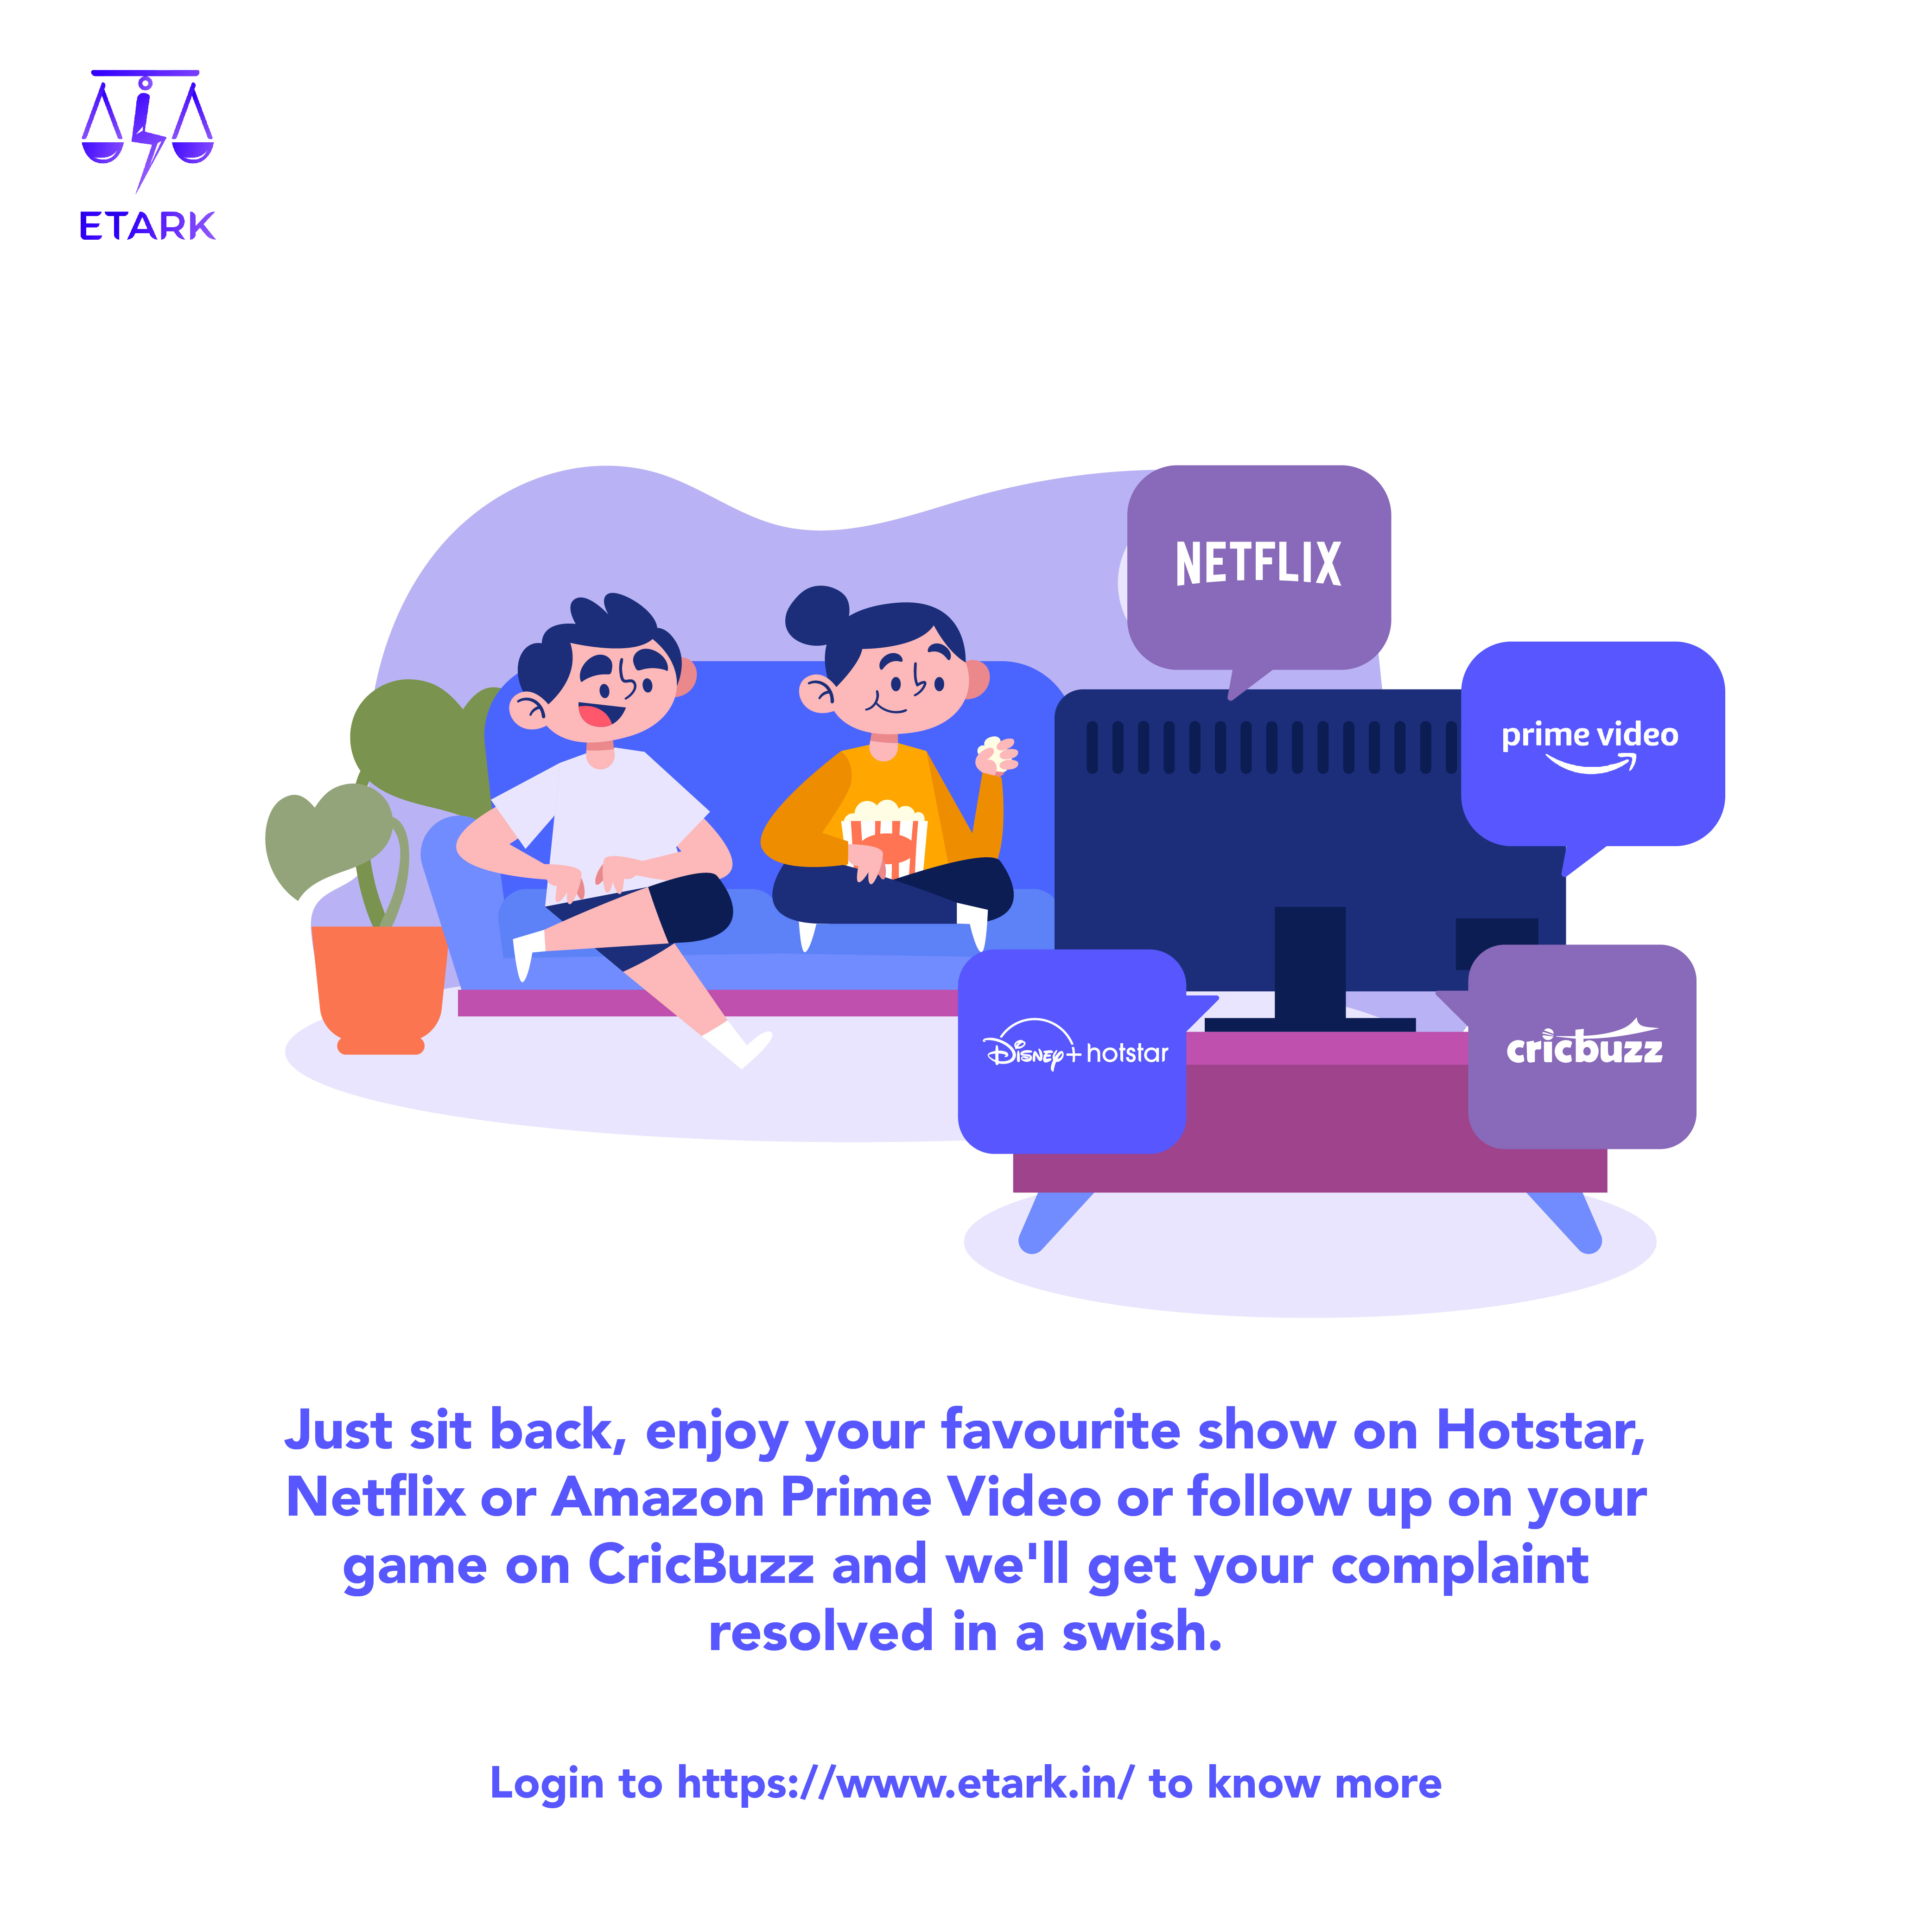 ETARK
NETFLIX
prime video
Disney+ hotstar
cricbuzz
Just sit back, enjoy your favourite show on Hotstar,
Netflix or Amazon Prime Video or follow up on your
game on CricBuzz and we'll get your complaint
resolved in a swish.
Login to https://www.etark.in/ to know more